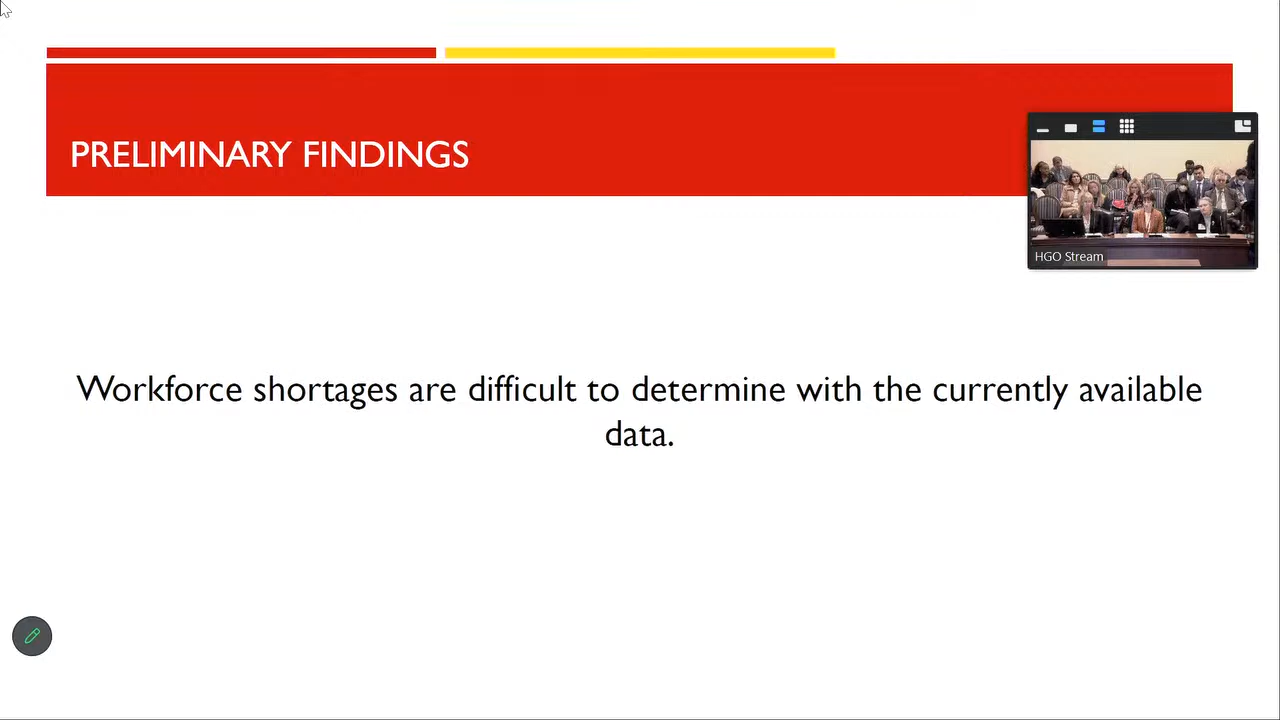 PRELIMINARY FINDINGS
HGO Stream
Workforce shortages are difficult to determine with the currently available
data.